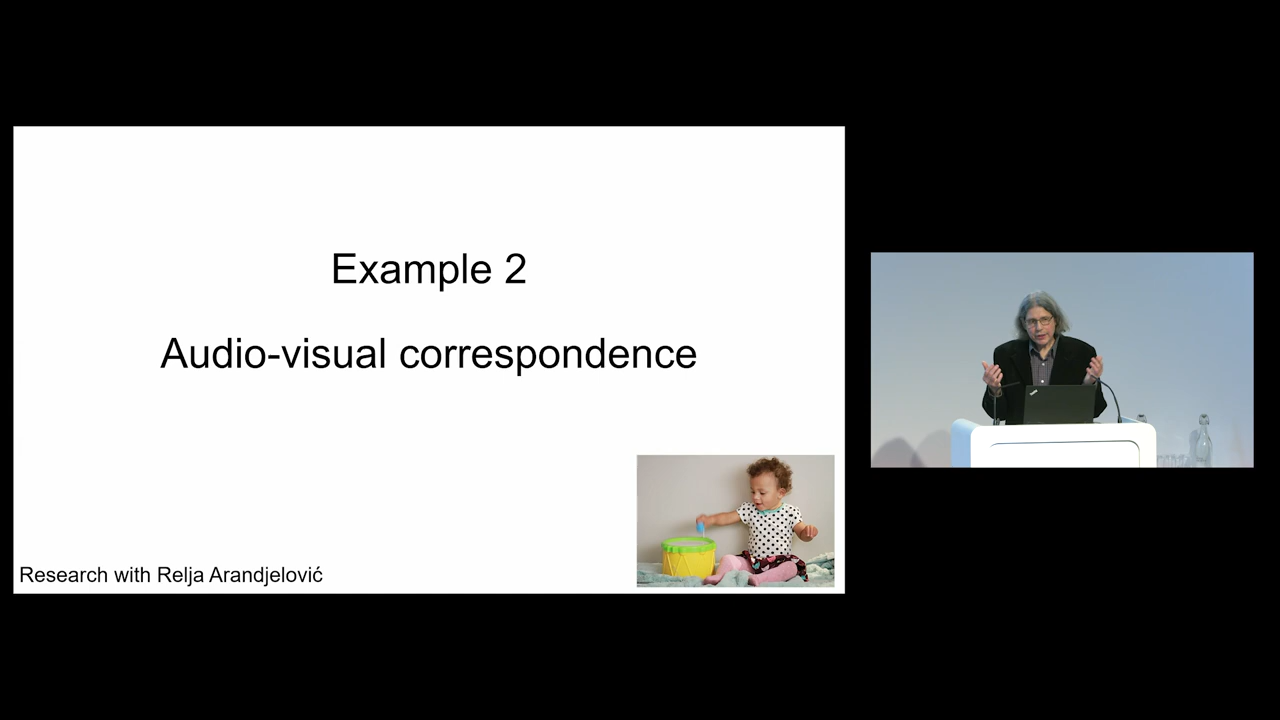 Example 2
Audio-visual correspondence
Research with Relja Arandjelović